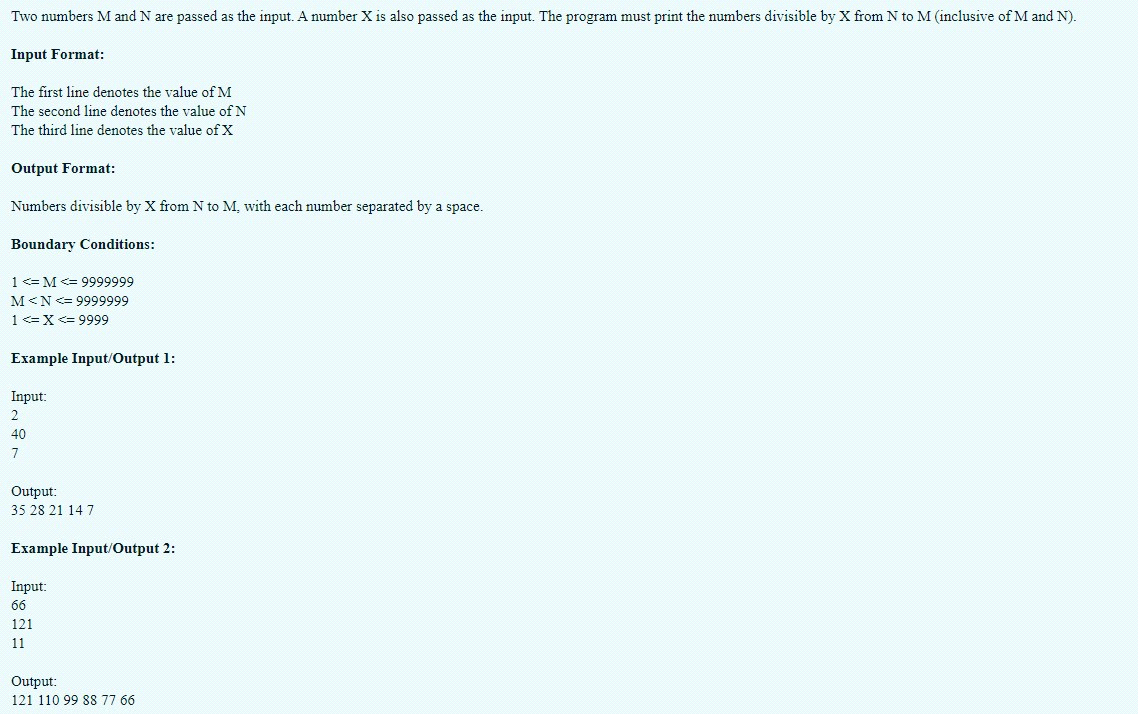 Two numbers M and N are passed as the input. A number X is also passed as the input. The program must print the numbers divisible by X from N to M (inclusive of M and N).
Input Format:
The first line denotes the value of M
The second line denotes the value of N
The third line denotes the value of X
Output Format:
Numbers divisible by X from N to M, with each number separated by a space.
Boundary Conditions:
1 <= M <= 9999999
M < N <= 9999999
1 <= X <= 9999
Example Input/Output 1:
Input:
2
40
7
Output:
35 28 21 14 7
Example Input/Output 2:
Input:
66
121
11
Output:
121 110 99 88 77 66